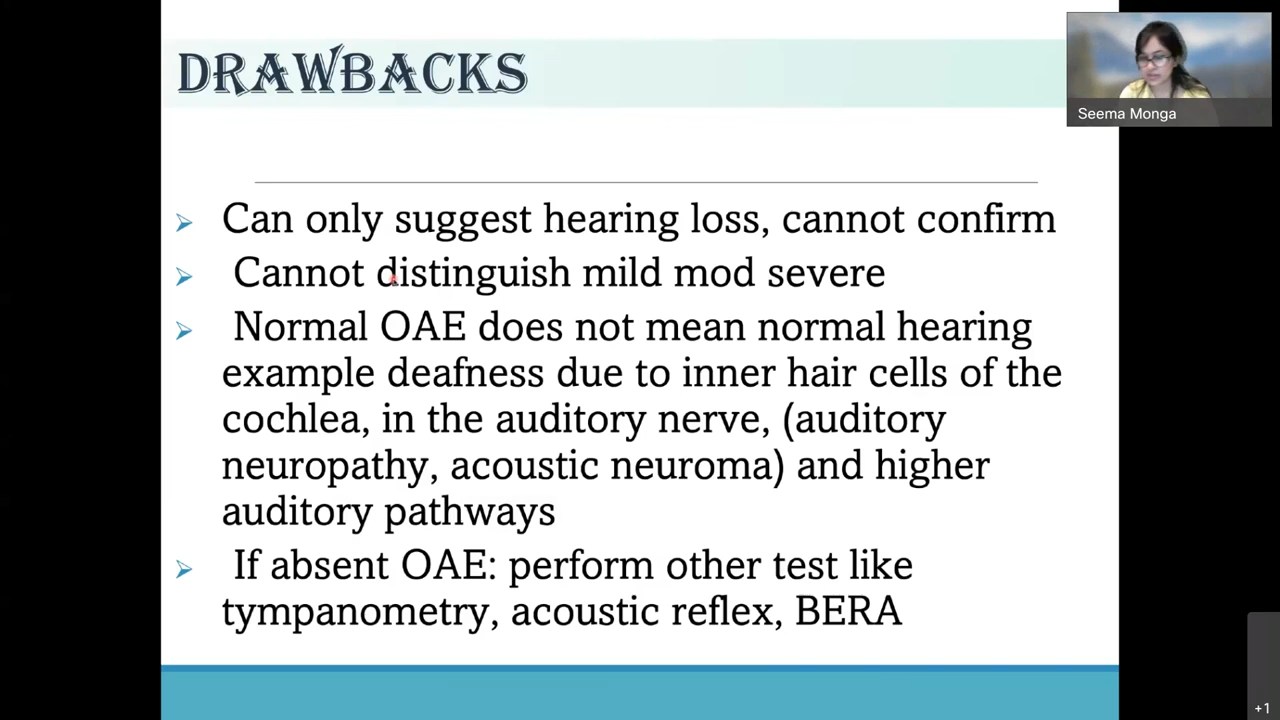 DRAWBACKS
Seema Monga
Can only suggest hearing loss, cannot confirm
Cannot distinguish mild mod severe
Normal OAE does not mean normal hearing
example deafness due to inner hair cells of the
cochlea, in the auditory nerve, (auditory
neuropathy, acoustic neuroma) and higher
auditory pathways
If absent OAE: perform other test like
tympanometry, acoustic reflex, BERA
+1